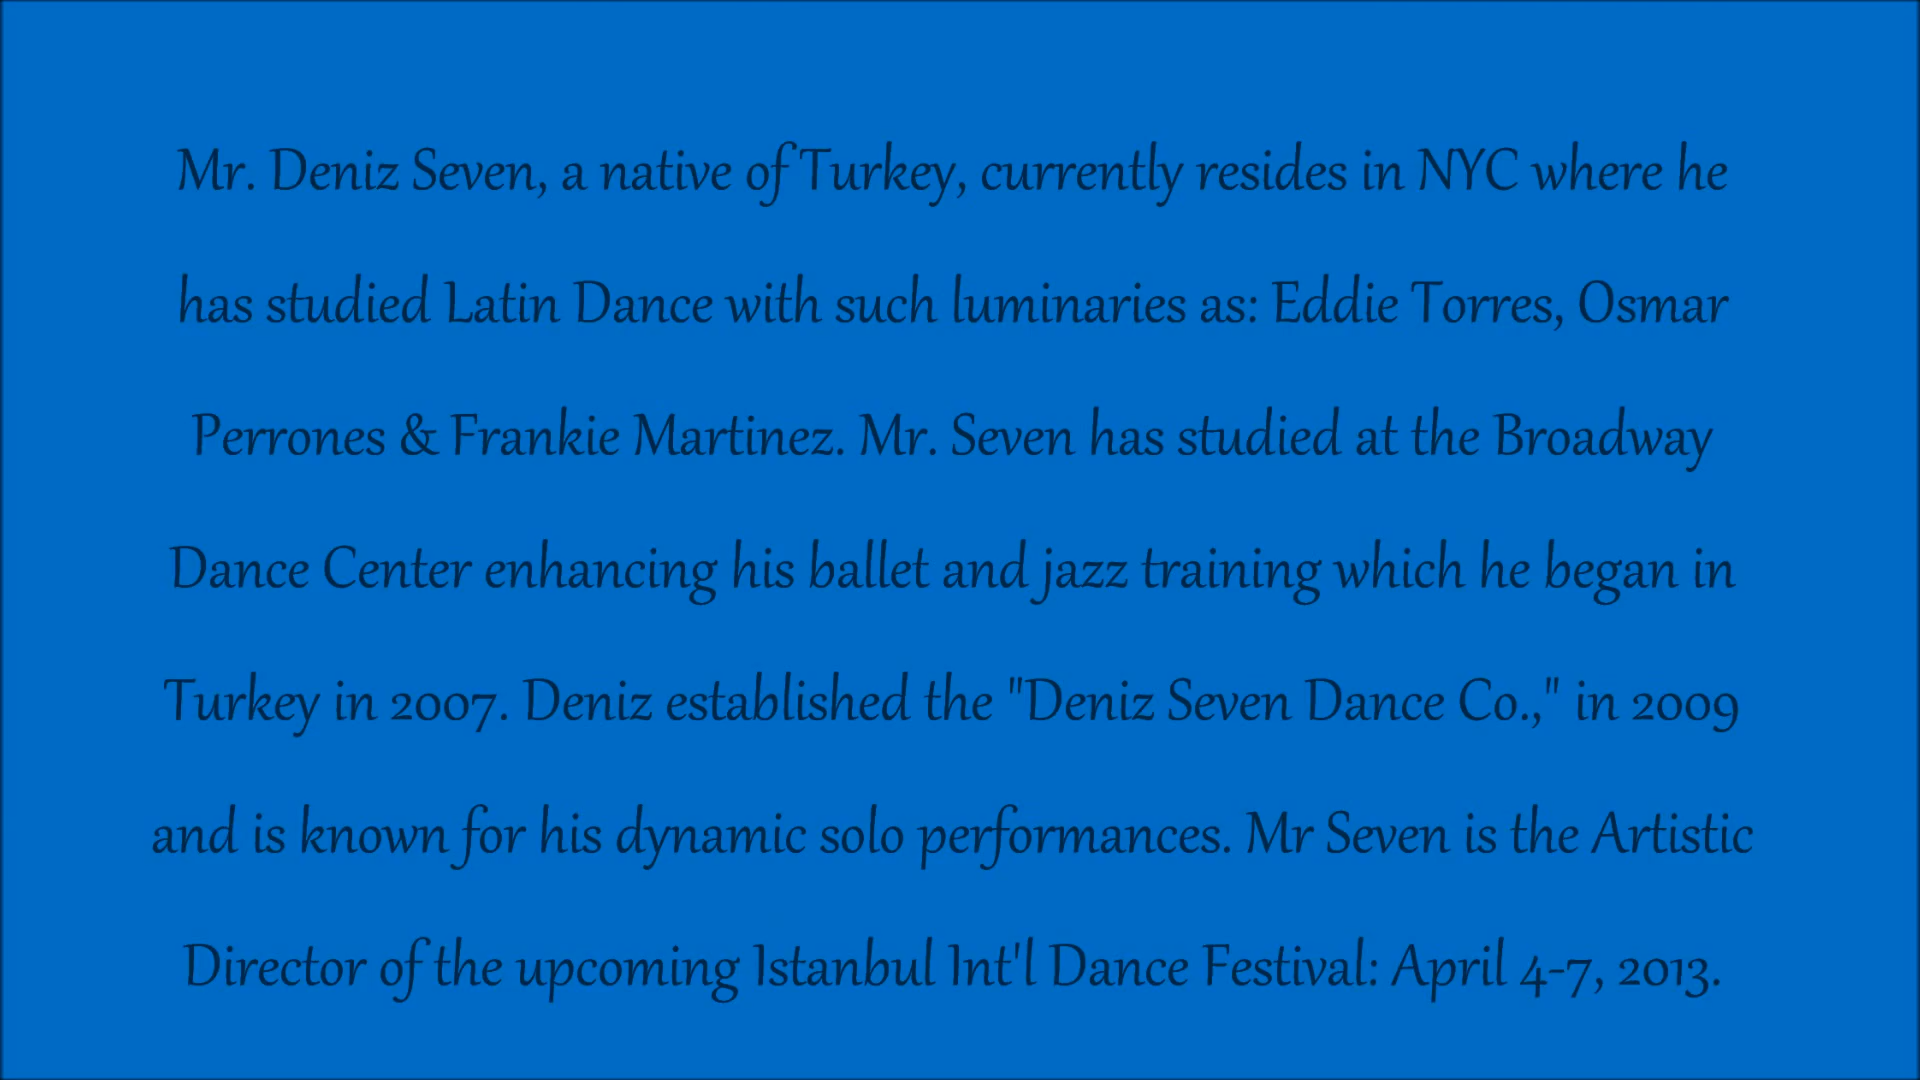 Mr. Deniz Seven, a native of Turkey, currently resides in NYC where he
has studied Latin Dance with such luminaries as: Eddie Torres, Osmar
Perrones & Frankie Martinez. Mr. Seven has studied at the Broadway
Dance Center enhancing his ballet and jazz training which he began in
Turkey in 2007. Deniz established the "Deniz Seven Dance Co.," in 2009
and is known for his dynamic solo performances. Mr Seven is the Artistic
Director of the upcoming Istanbul Int'l Dance Festival: April 4-7, 2013.